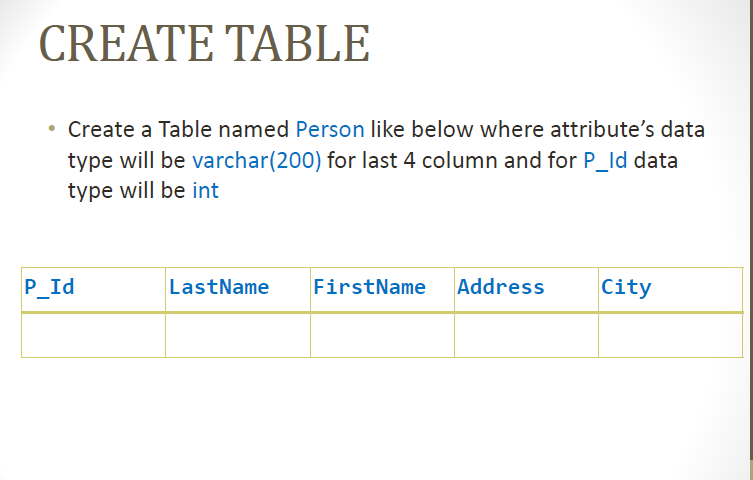 CREATE TABLE
• Create a Table named Person like below where attribute’s data
type will be varchar(200) for last 4 column and for P_Id data
type will be int
P_Id LastName FirstName Address City